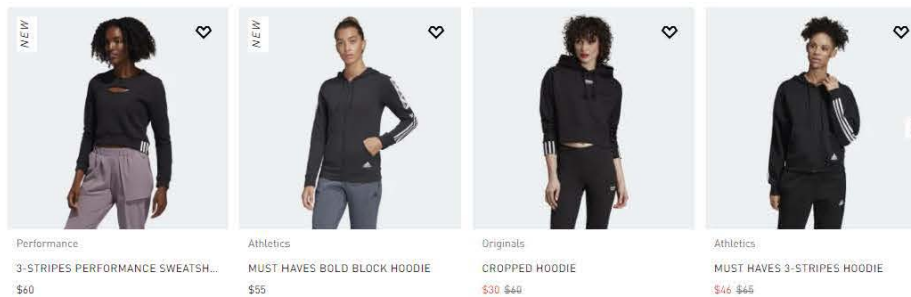 NEW
NEW
Performance
3-STRIPES PERFORMANCE SWEATSH...
$60
Athletics
MUST HAVES BOLD BLOCK HOODIE
$55
Originals
CROPPED HOODIE
$30 $60
Athletics
MUST HAVES 3-STRIPES HOODIE
$46 $65